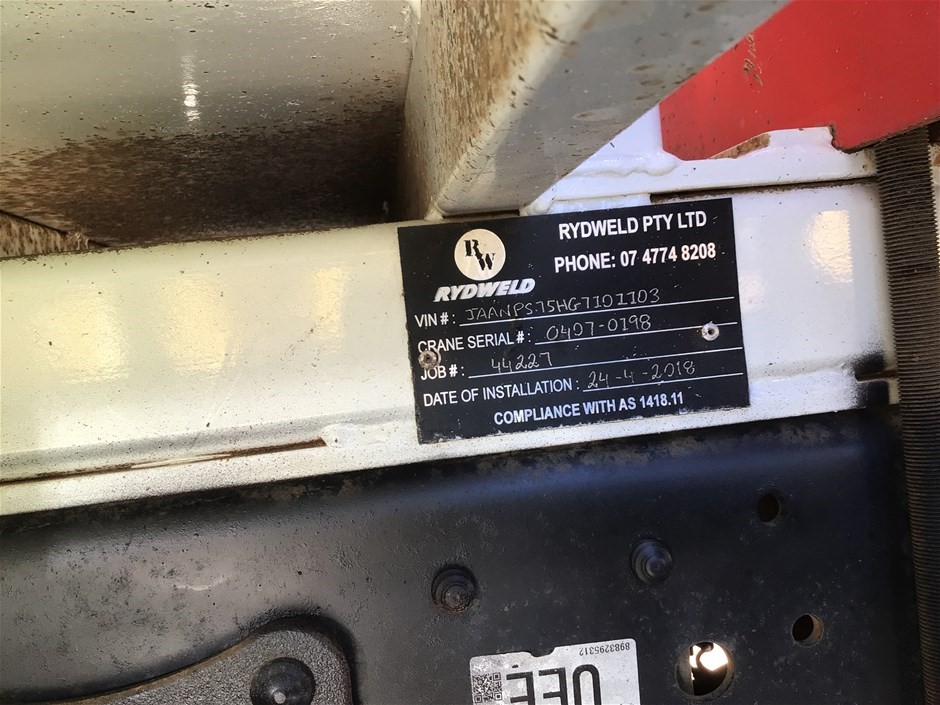 RW
RYDWELD
RYDWELD PTY LTD
PHONE: 07 4774 8208
VIN #: JAANPS75HG7101103
CRANE SERIAL #: 0407-0198
JOB #: 44227
DATE OF INSTALLATION: 24-4-2018
COMPLIANCE WITH AS 1418.11
8983295312